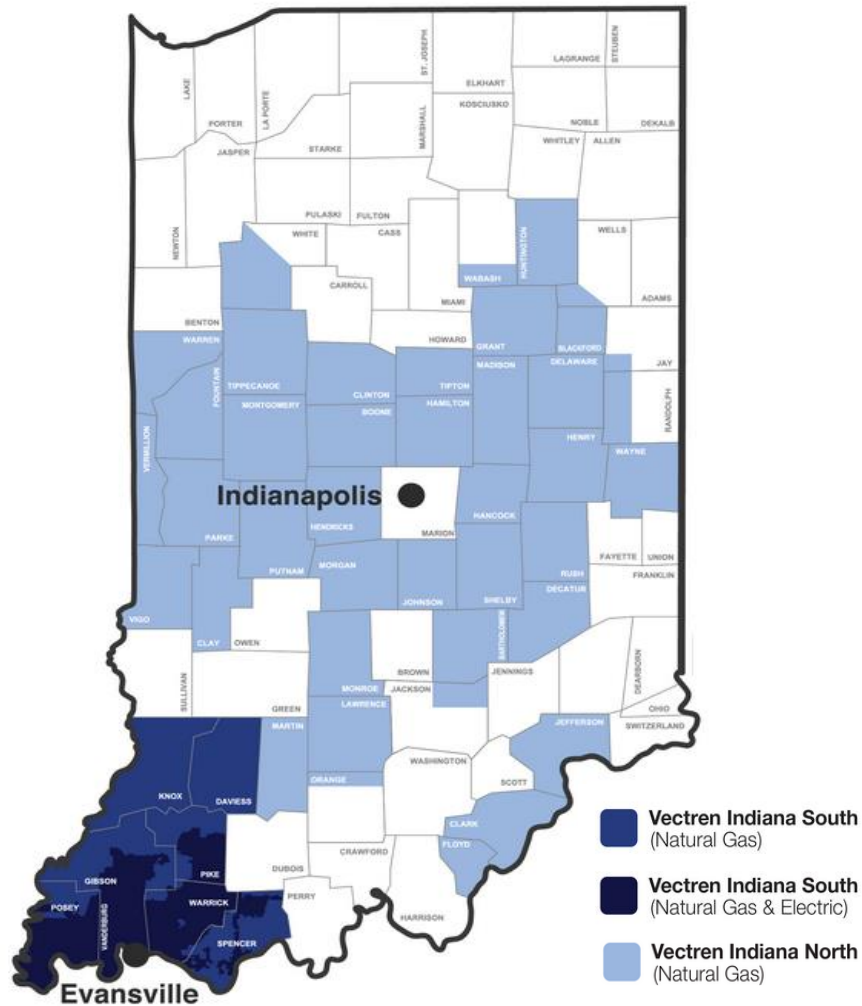 STEUBEN
ST. JOSEPH
LAGRANGE
LAKE
LA PORTE
ELKHART
PORTER
KOSCIUSKO
MARSHALL
NOBLE
DEKALB
JASPER
STARKE
WHITLEY
ALLEN
PULASKI
FULTON
NEWTON
WHITE
CASS
HUNTINGTON
WELLS
WABASH
CARROLL
MIAMI
ADAMS
BENTON
WARREN
HOWARD
GRANT
BLACKFORD
MADISON
DELAWARE
JAY
FOUNTAIN
TIPPECANOE
CLINTON
TIPTON
MONTGOMERY
BOONE
HAMILTON
RANDOLPH
VERMILLION
HENRY
WAYNE
Indianapolis
HANCOCK
HENDRICKS
MARION
PARKE
FAYETTE
UNION
PUTNAM
MORGAN
RUSH
FRANKLIN
JOHNSON
SHELBY
DECATUR
VIGO
CLAY
OWEN
BARTHOLOMEW
BROWN
JENNINGS
DEARBORN
SULLIVAN
MONROE
JACKSON
GREEN
LAWRENCE
OHIO
MARTIN
JEFFERSON
SWITZERLAND
WASHINGTON
ORANGE
SCOTT
KNOX
DAVIESS
CLARK
FLOYD
CRAWFORD
PIKE
DUBOIS
GIBSON
PERRY
WARRICK
POSEY
VANDERBURG
HARRISON
SPENCER
Evansville
Vectren Indiana South
(Natural Gas)
Vectren Indiana South
(Natural Gas & Electric)
Vectren Indiana North
(Natural Gas)